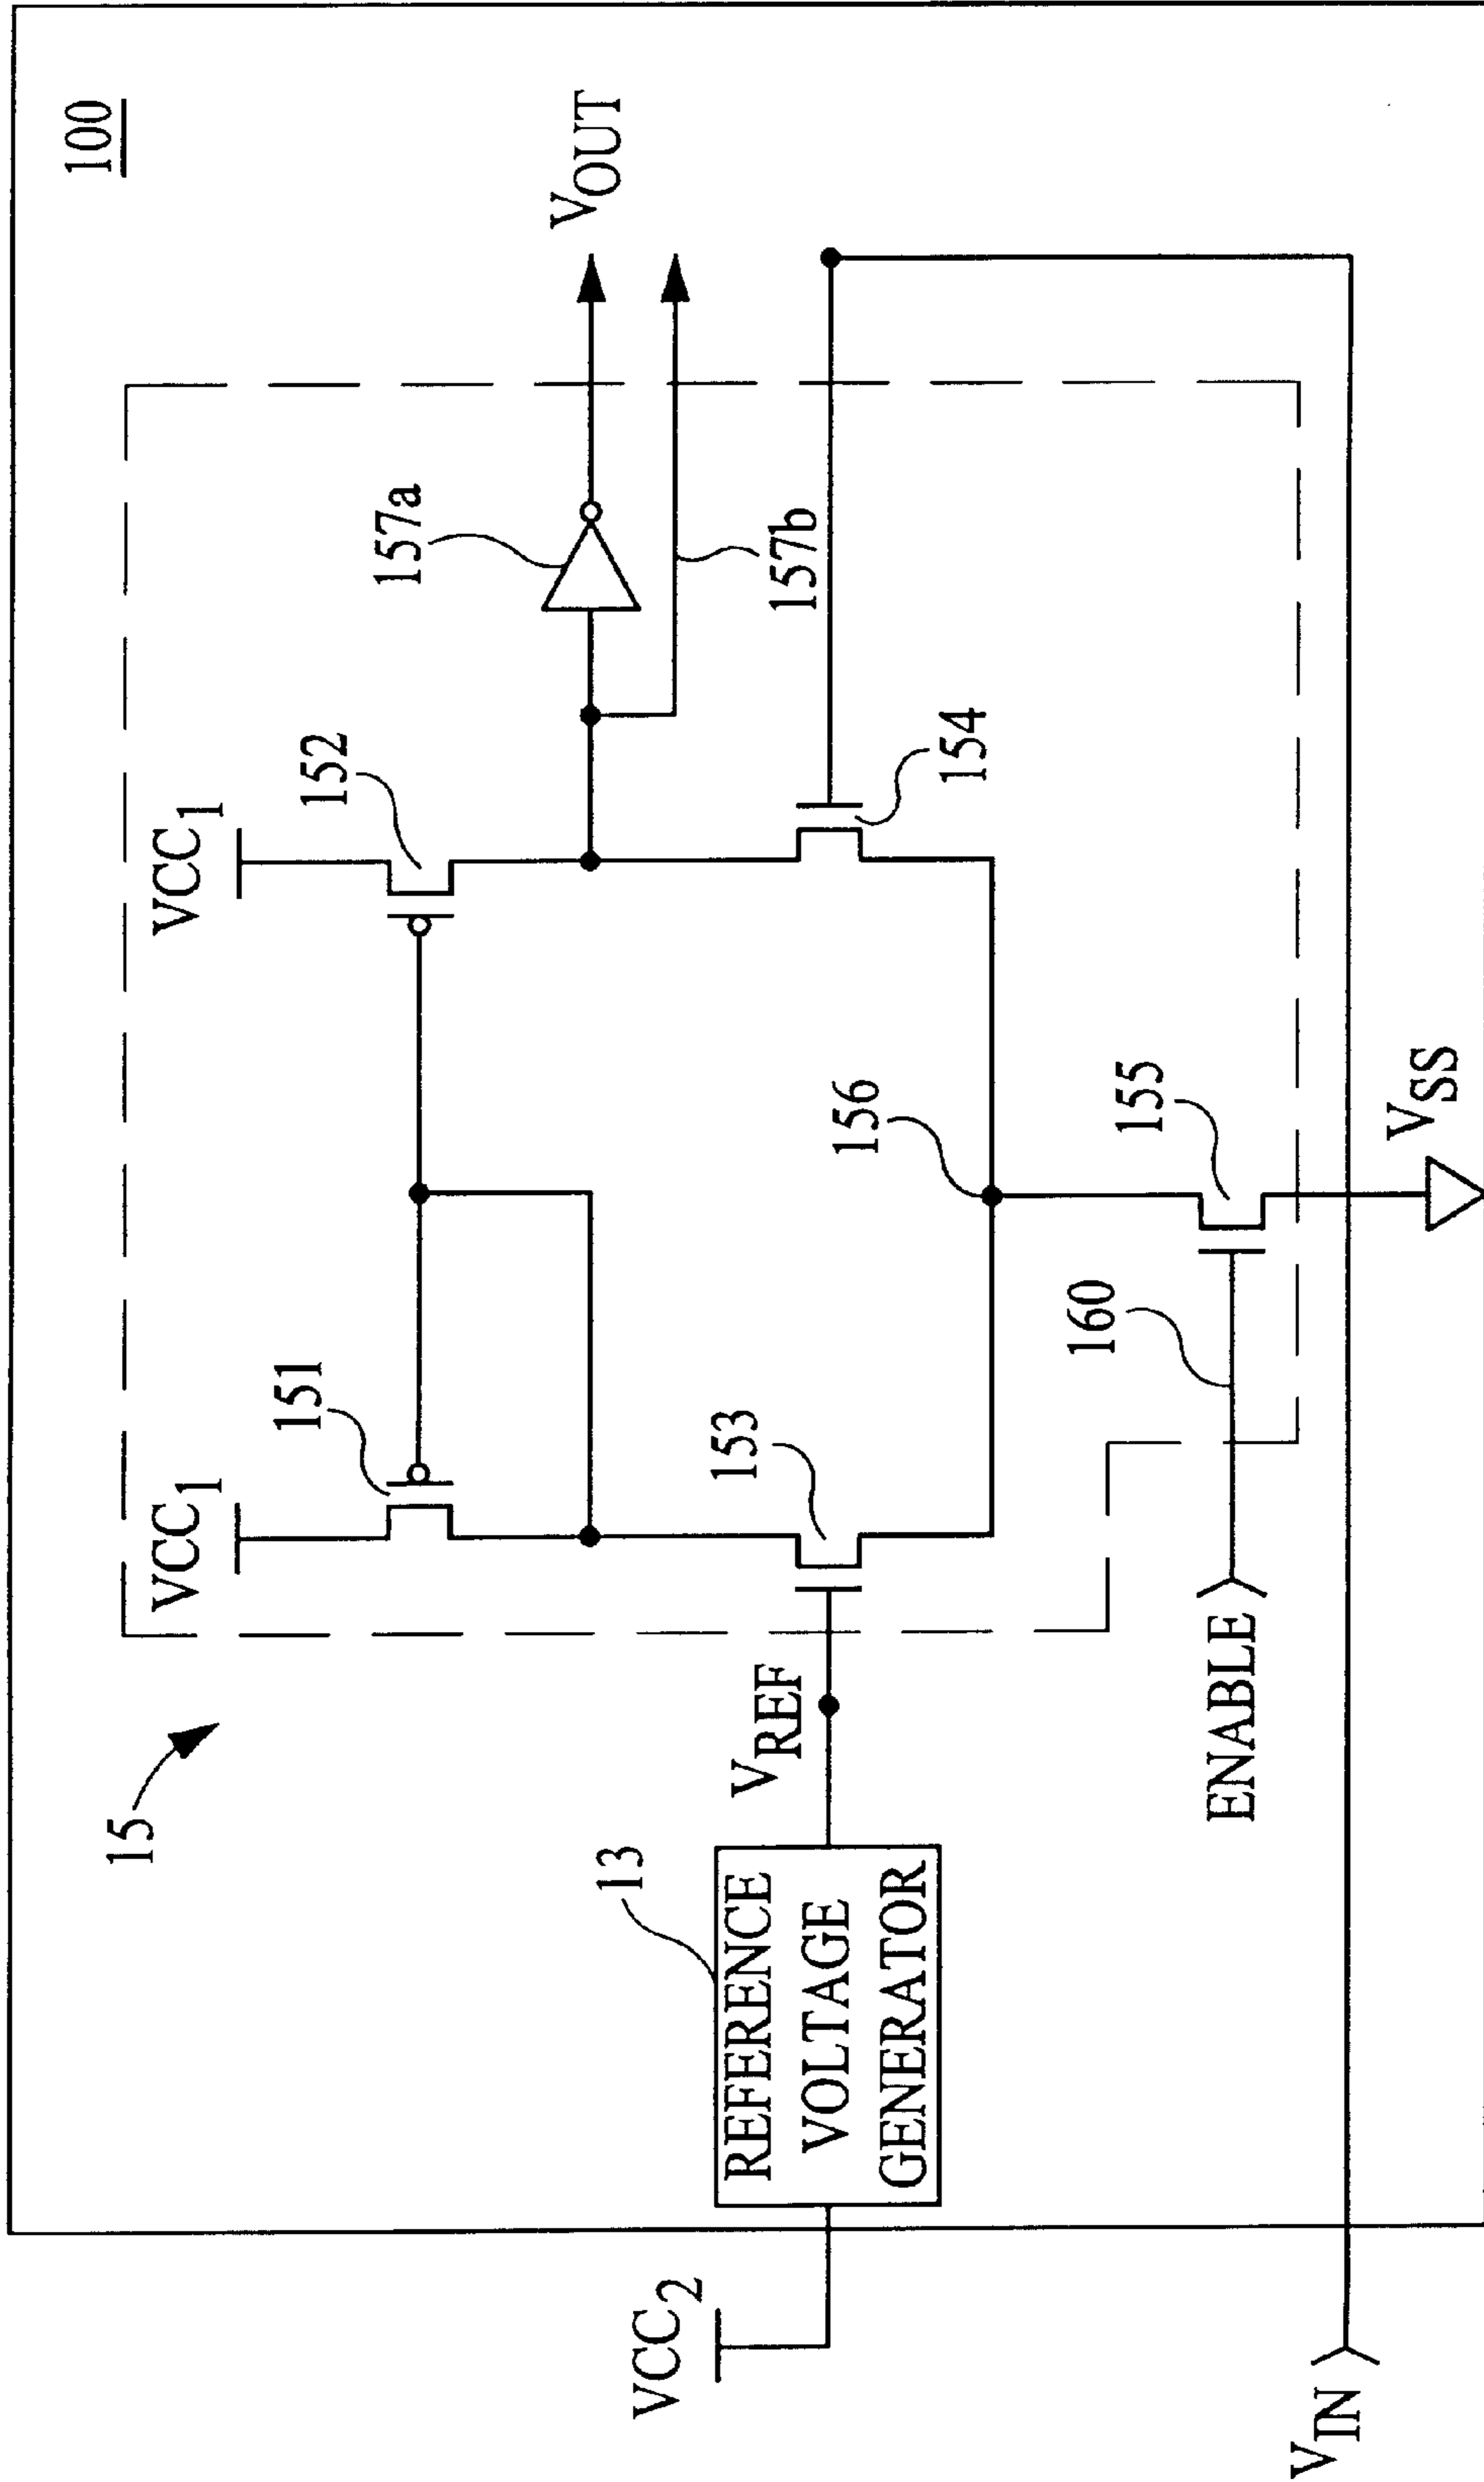 100
15
VCC1
VCC1
151
152
157a
VOUT
157b
13
REFERENCE
VOLTAGE
GENERATOR
VCC2
VREF
153
154
156
160
155
ENABLE
VIN
VSS